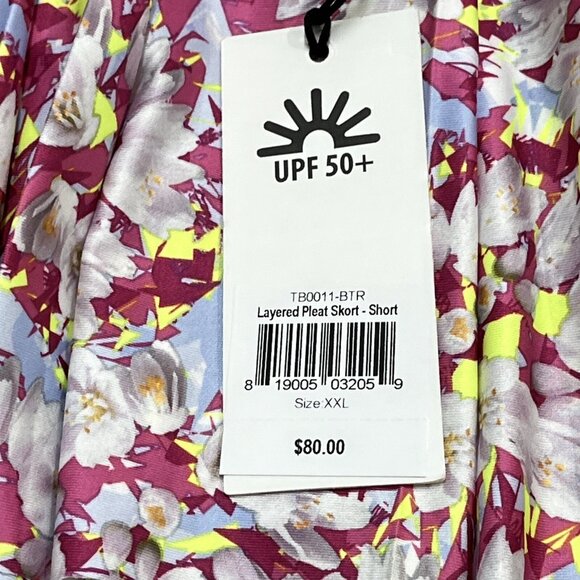 UPF 50+
TB0011-BTR
Layered Pleat Skort - Short
8 19005 03205 9
Size:XXL
$80.00